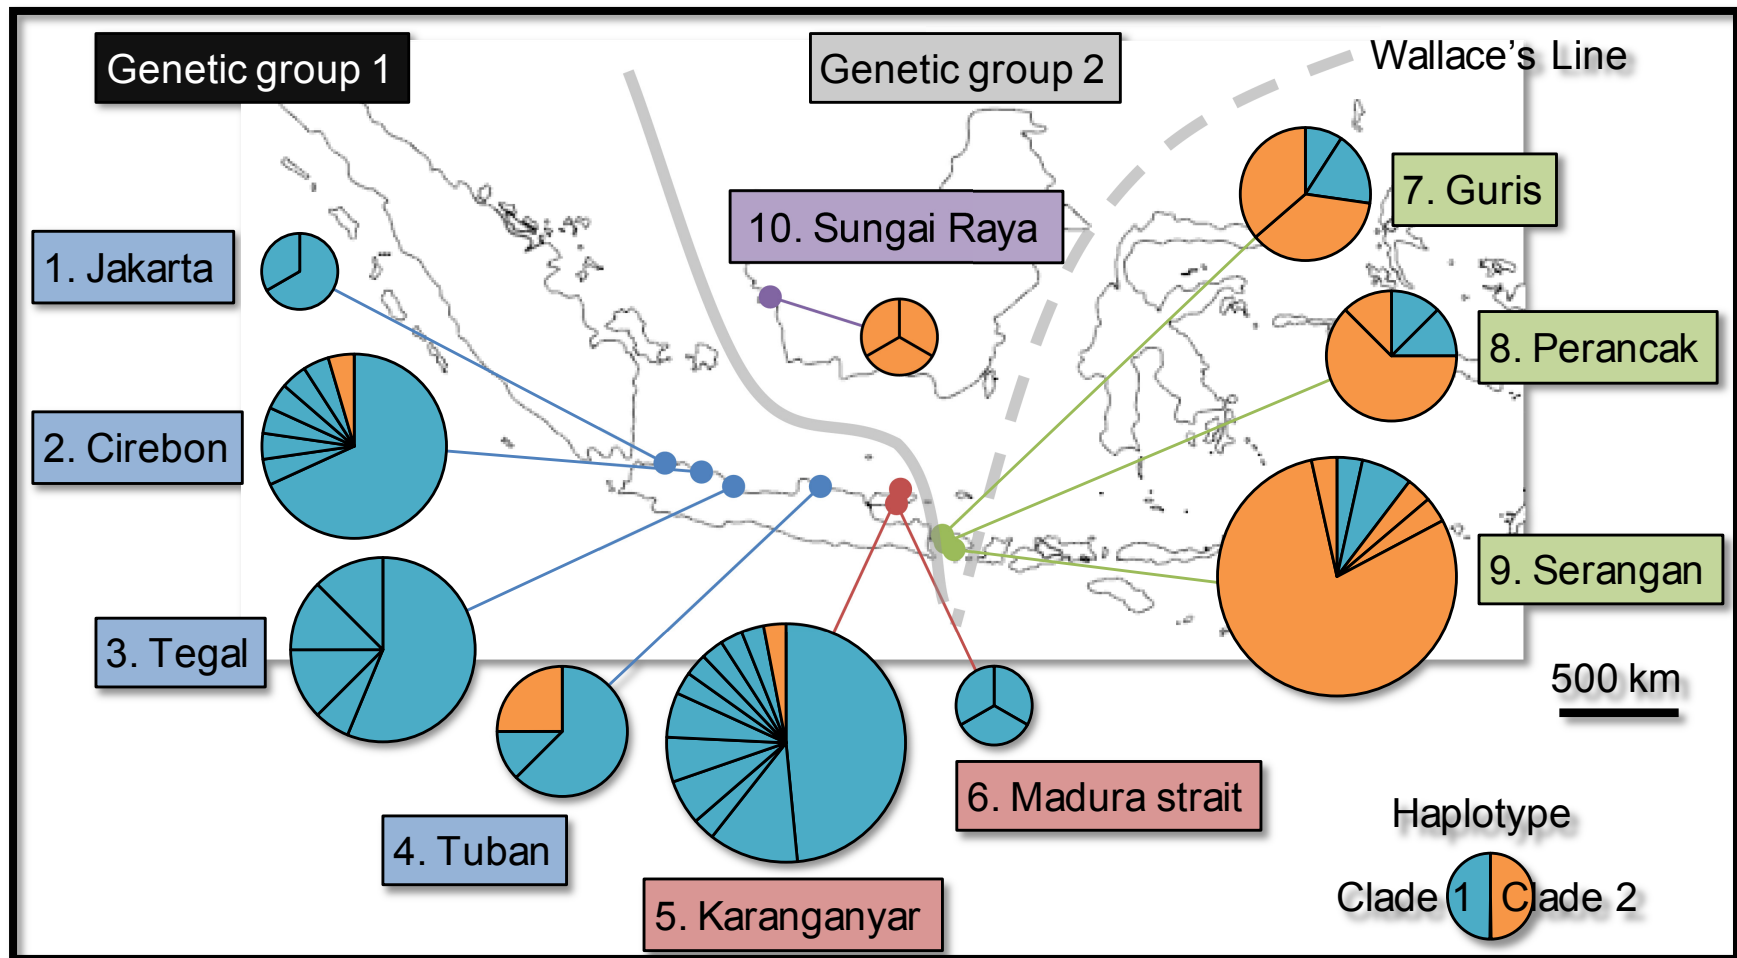 Genetic group 1
Genetic group 2
Wallace's Line
7. Guris
10. Sungai Raya
1. Jakarta
8. Perancak
2. Cirebon
9. Serangan
3. Tegal
500 km
6. Madura strait
4. Tuban
Haplotype
5. Karanganyar
Clade 1 Clade 2